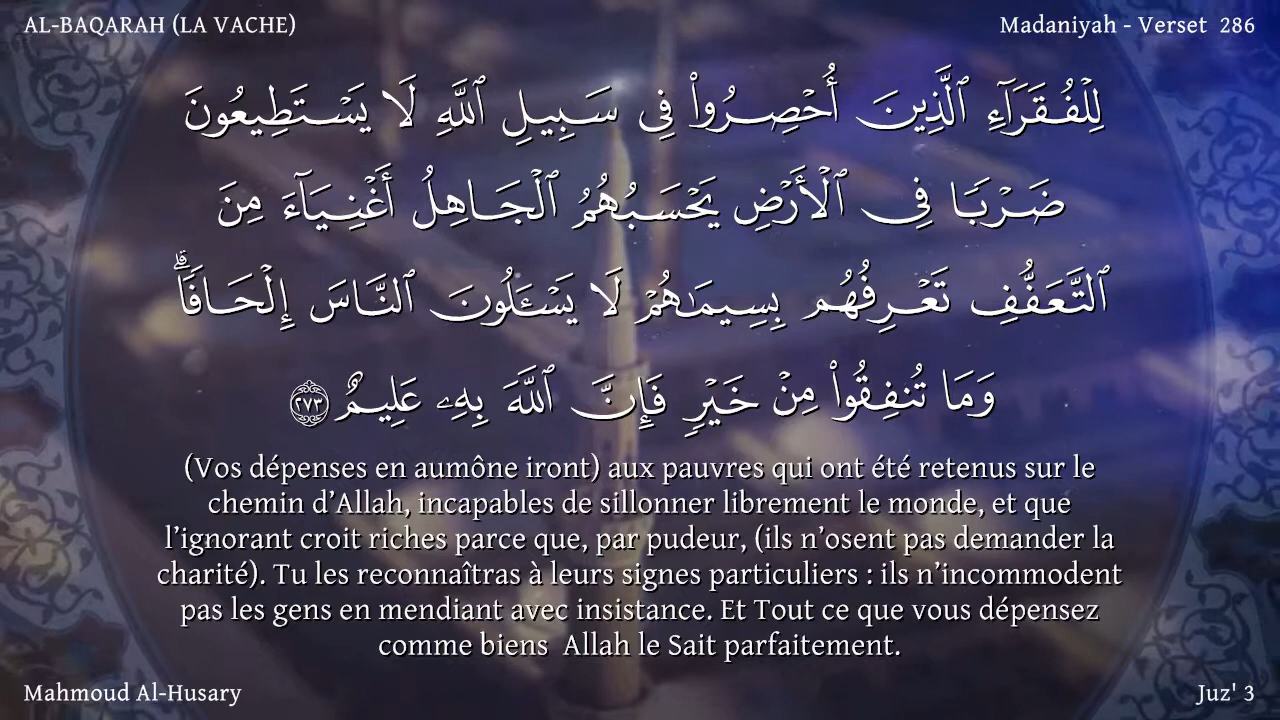 AL-BAQARAH (LA VACHE)
Madaniyah - Verset 286
لِلْفُقَرَآءِ ٱلَّذِينَ أُحْصِرُوا۟ فِى سَبِيلِ ٱللَّهِ لَا يَسْتَطِيعُونَ
ضَرْبًا فِى ٱلْأَرْضِ يَحْسَبُهُمُ ٱلْجَاهِلُ أَغْنِيَآءَ مِنَ
ٱلتَّعَفُّفِ تَعْرِفُهُم بِسِيمَـٰهُمْ لَا يَسْـَٔلُونَ ٱلنَّاسَ إِلْحَافًا ۗ
وَمَا تُنفِقُوا۟ مِنْ خَيْرٍ فَإِنَّ ٱللَّهَ بِهِۦ عَلِيمٌ ٢٧٣
(Vos dépenses en aumône iront) aux pauvres qui ont été retenus sur le
chemin d’Allah, incapables de sillonner librement le monde, et que
l’ignorant croit riches parce que, par pudeur, (ils n’osent pas demander la
charité). Tu les reconnaîtras à leurs signes particuliers : ils n’incommodent
pas les gens en mendiant avec insistance. Et Tout ce que vous dépensez
comme biens  Allah le Sait parfaitement.
Mahmoud Al-Husary
Juz' 3